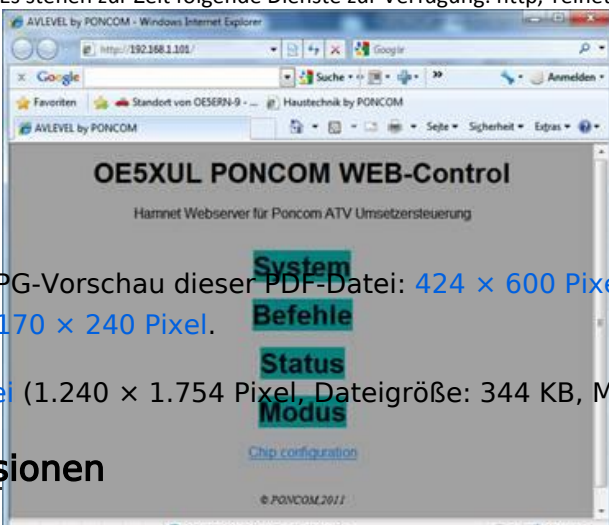 Es stehen zur Zeit folgende Dienste zur Verfügung: http, Telnet
AVLEVEL by PONCOM - Windows Internet Explorer
http://192.168.1.101/
Google
x Google
Suche
»
Anmelden
Favoriten
Standort von OE5ERN-9 - ...
Haustechnik by PONCOM
AVLEVEL by PONCOM
Seite
Sicherheit
Extras
OE5XUL PONCOM WEB-Control
Hamnet Webserver für Poncom ATV Umsetzersteuerung
System
PG-Vorschau dieser PDF-Datei: 424 × 600 Pixe
Befehle
170 × 240 Pixel.
Status
ei (1.240 × 1.754 Pixel, Dateigröße: 344 KB, M
Modus
Chip configuration
sionen
© PONCOM,2011